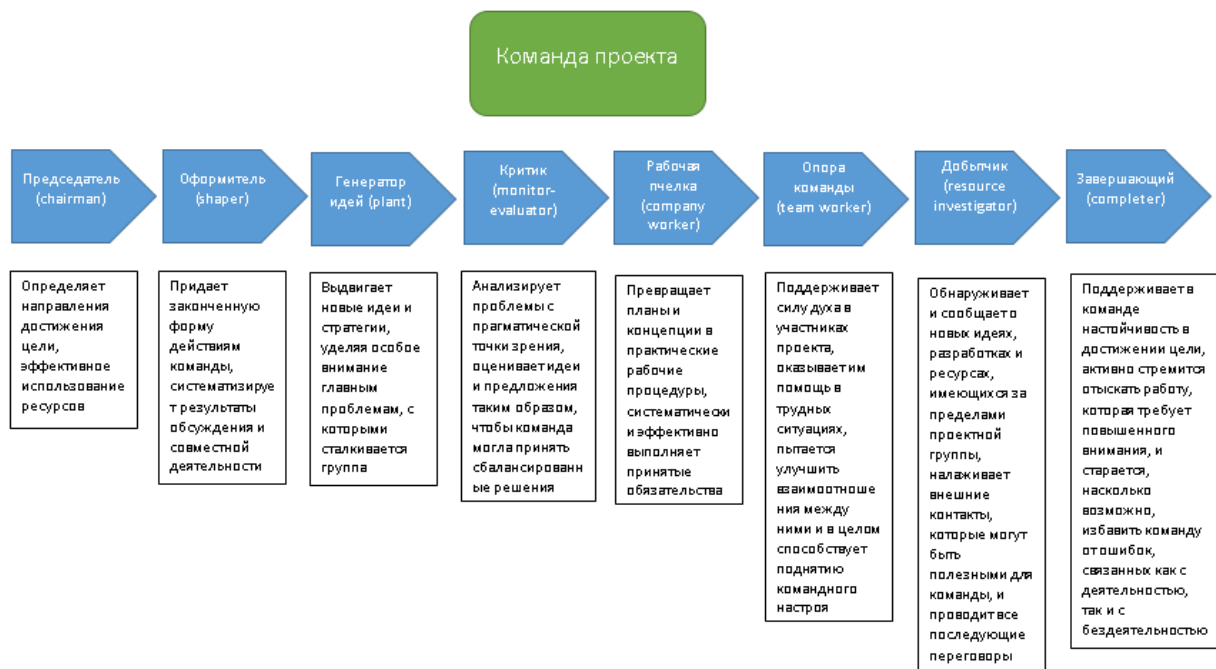 Команда проекта
Председатель
(chairman)
Оформитель
(shaper)
Генератор
идей (plant)
Критик
(monitor-
evaluator)
Рабочая
пчелка
(company
worker)
Опора
команды
(team worker)
Добытчик
(resource
investigator)
Завершающий
(completer)
Определяет
направления
достижения
цели,
эффективное
использование
ресурсов
Придает
законченную
форму
действиям
команды,
систематизируе
т результаты
обсуждения и
совместной
деятельности
Выдвигает
новые идеи и
стратегии,
уделяя особое
внимание
главным
проблемам, с
которыми
сталкивается
группа
Анализирует
проблемы с
прагматической
точки зрения,
оценивает идеи
и предложения
таким образом,
чтобы команда
могла принять
сбалансированн
ые решения
Превращает
планы и
концепции в
практические
рабочие
процедуры,
систематически
и эффективно
выполняет
принятые
обязательства
Поддерживает
силу духа в
участниках
проекта,
оказывает им
помощь в
трудных
ситуациях,
пытается
улучшить
взаимоотноше
ния между
ними и в целом
способствует
поднятию
командного
настроя
Обнаруживает
и сообщает о
новых идеях,
разработках и
ресурсах,
имеющихся за
пределами
проектной
группы,
налаживает
внешние
контакты,
которые могут
быть
полезными для
команды, и
проводит все
последующие
переговоры
Поддерживает в
команде
настойчивость в
достижении цели,
активно стремится
отыскать работу,
которая требует
повышенного
внимания, и
старается,
насколько
возможно,
избавить команду
от ошибок,
связанных как с
деятельностью,
так и с
бездеятельностью